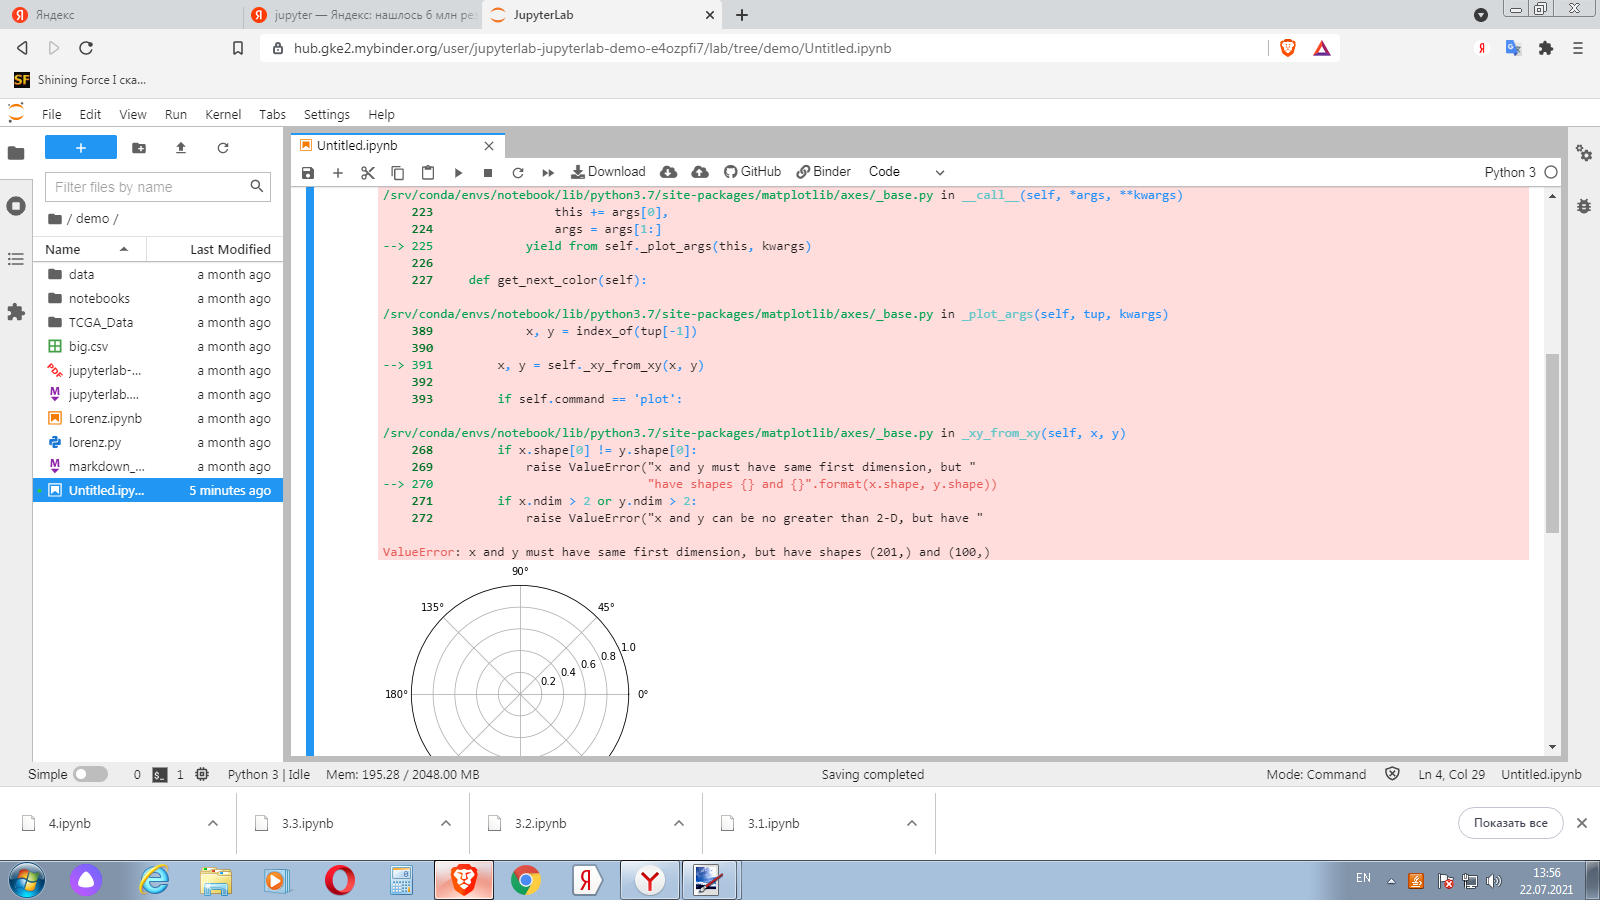 Яндекс
jupyter — Яндекс: нашлось 6 млн ре
JupyterLab
hub.gke2.mybinder.org/user/jupyterlab-jupyterlab-demo-e4ozpfi7/lab/tree/demo/Untitled.ipynb
SF Shining Force I ска...
File Edit View Run Kernel Tabs Settings Help
Untitled.ipynb
Download GitHub Binder Code Python 3
Filter files by name
/ demo /
Name Last Modified
data a month ago
notebooks a month ago
TCGA_Data a month ago
big.csv a month ago
jupyterlab-... a month ago
jupyterlab.... a month ago
Lorenz.ipynb a month ago
lorenz.py a month ago
markdown_... a month ago
Untitled.ipy... 5 minutes ago
/srv/conda/envs/notebook/lib/python3.7/site-packages/matplotlib/axes/_base.py in __call__(self, *args, **kwargs)
223 this += args[0],
224 args = args[1:]
--> 225 yield from self._plot_args(this, kwargs)
226
227 def get_next_color(self):
/srv/conda/envs/notebook/lib/python3.7/site-packages/matplotlib/axes/_base.py in _plot_args(self, tup, kwargs)
389 x, y = index_of(tup[-1])
390
--> 391 x, y = self._xy_from_xy(x, y)
392
393 if self.command == 'plot':
/srv/conda/envs/notebook/lib/python3.7/site-packages/matplotlib/axes/_base.py in _xy_from_xy(self, x, y)
268 if x.shape[0] != y.shape[0]:
269 raise ValueError("x and y must have same first dimension, but "
--> 270 "have shapes {} and {}".format(x.shape, y.shape))
271 if x.ndim > 2 or y.ndim > 2:
272 raise ValueError("x and y can be no greater than 2-D, but have "
ValueError: x and y must have same first dimension, but have shapes (201,) and (100,)
90°
135° 45°
1.0
0.8
0.6
0.4
0.2
180° 0°
Simple 0 1 Python 3 | Idle Mem: 195.28 / 2048.00 MB Saving completed Mode: Command Ln 4, Col 29 Untitled.ipynb
4.ipynb 3.3.ipynb 3.2.ipynb 3.1.ipynb Показать все
EN 13:56
22.07.2021